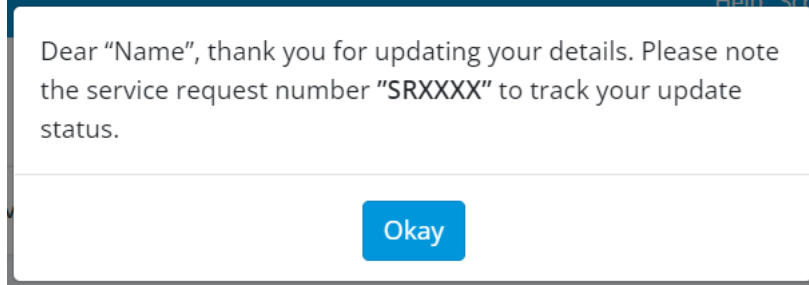 Dear “Name”, thank you for updating your details. Please note
the service request number ”SRXXXX” to track your update
status.
Okay